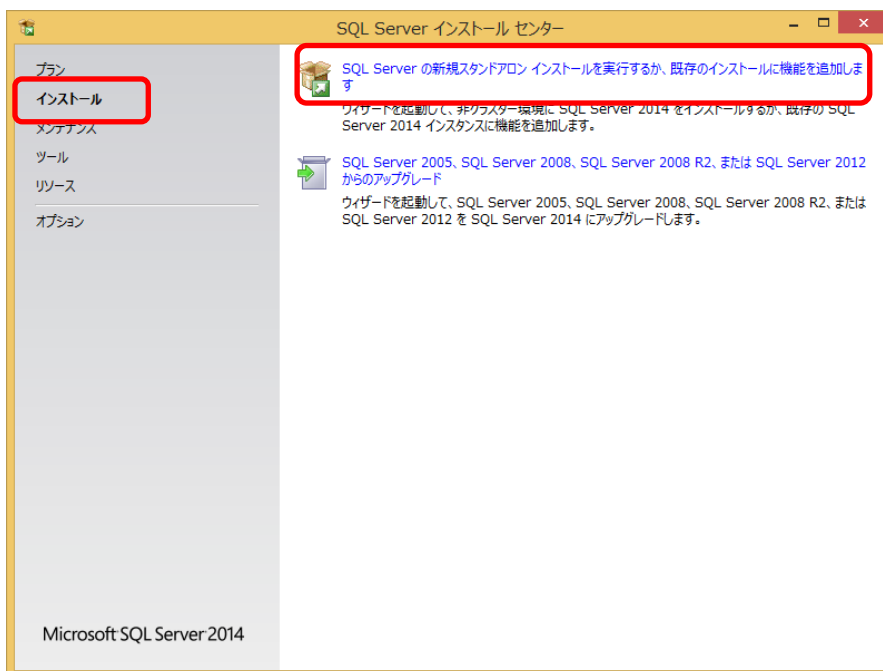 SQL Server インストール センター
プラン
インストール
メンテナンス
ツール
リソース
オプション
SQL Server の新規スタンドアロン インストールを実行するか、既存のインストールに機能を追加しま
す
ウィザードを起動して、非クラスター環境に SQL Server 2014 をインストールするか、既存の SQL
Server 2014 インスタンスに機能を追加します。
SQL Server 2005、SQL Server 2008、SQL Server 2008 R2、または SQL Server 2012
からのアップグレード
ウィザードを起動して、SQL Server 2005、SQL Server 2008、SQL Server 2008 R2、または
SQL Server 2012 を SQL Server 2014 にアップグレードします。
Microsoft SQL Server 2014